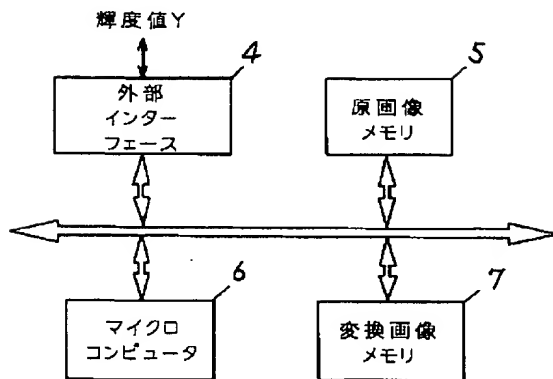 輝度値Y
4
外部
インター
フェース
5
原画像
メモリ
6
マイクロ
コンピュータ
7
変換画像
メモリ